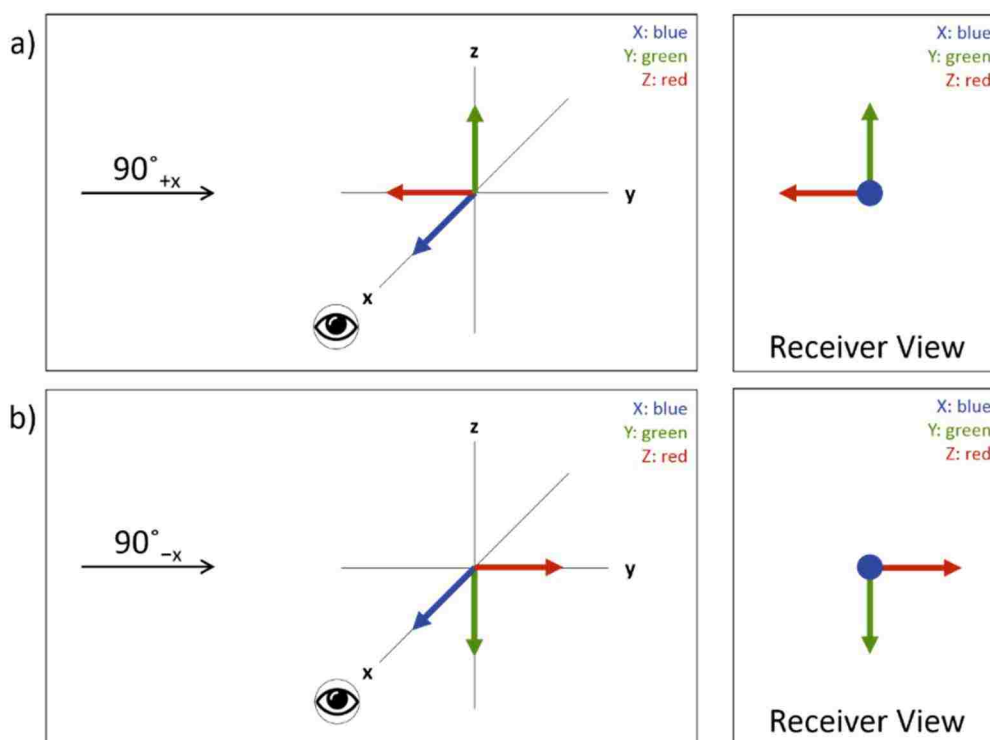 a)
X: blue
Y: green
Z: red
z
90°+x
y
x
X: blue
Y: green
Z: red
Receiver View
b)
X: blue
Y: green
Z: red
z
90°−x
y
x
X: blue
Y: green
Z: red
Receiver View